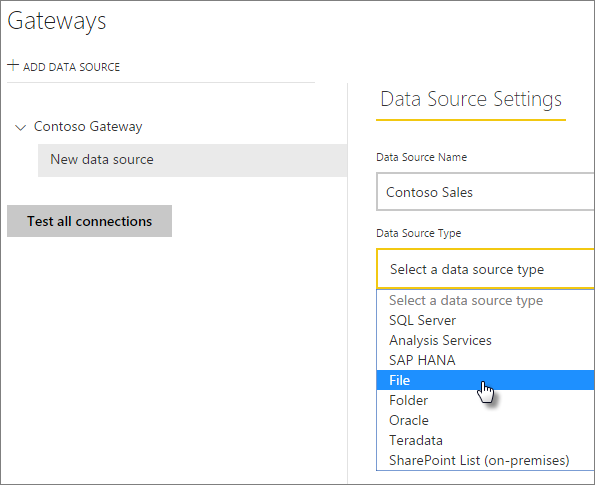 Gateways
+ ADD DATA SOURCE
Contoso Gateway
New data source
Test all connections
Data Source Settings
Data Source Name
Contoso Sales
Data Source Type
Select a data source type
Select a data source type
SQL Server
Analysis Services
SAP HANA
File
Folder
Oracle
Teradata
SharePoint List (on-premises)